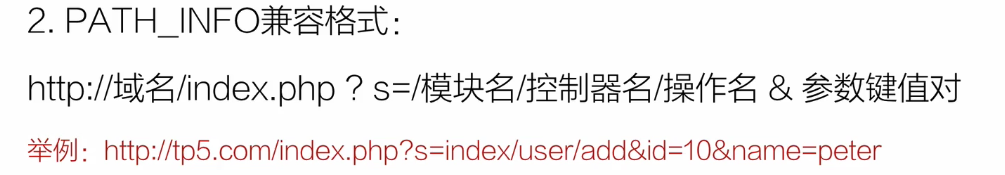 2. PATH_INFO兼容格式：
http://域名/index.php ? s=/模块名/控制器名/操作名 & 参数键值对
举例：http://tp5.com/index.php?s=index/user/add&id=10&name=peter